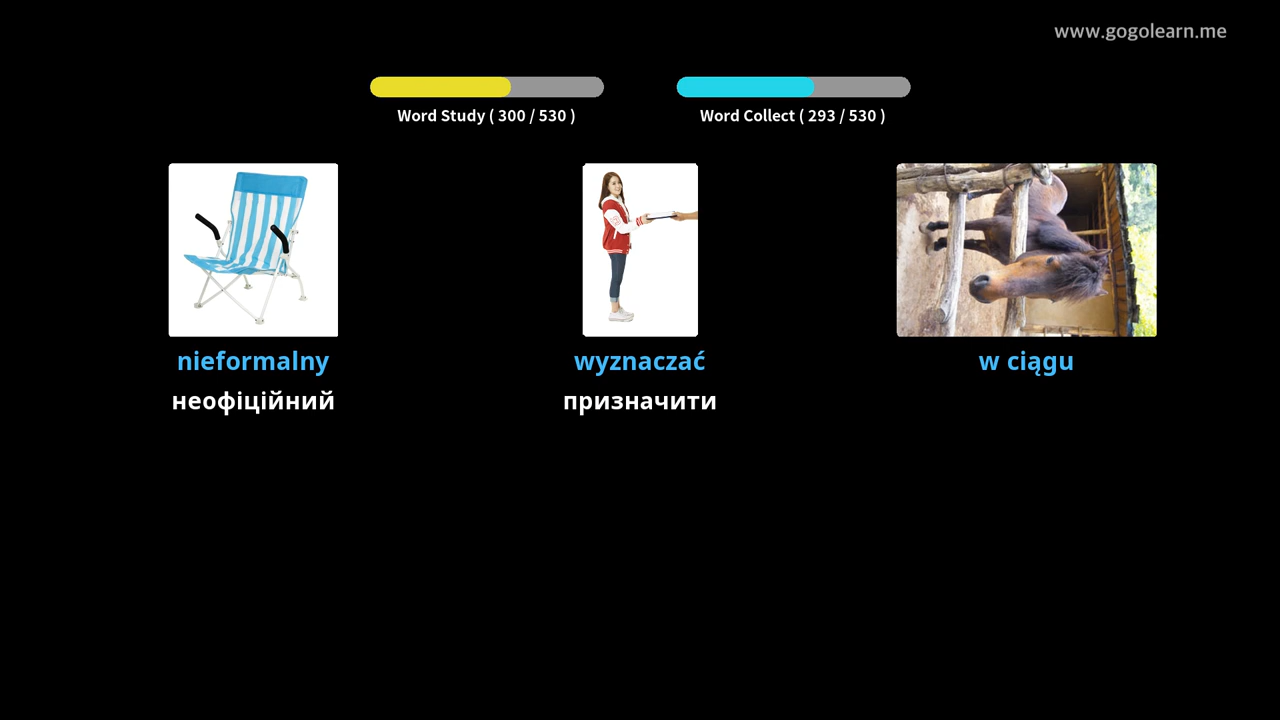 www.gogolearn.me
Word Study ( 300 / 530 )
Word Collect ( 293 / 530 )
nieformalny
wyznaczać
w ciągu
неофіційний
призначити